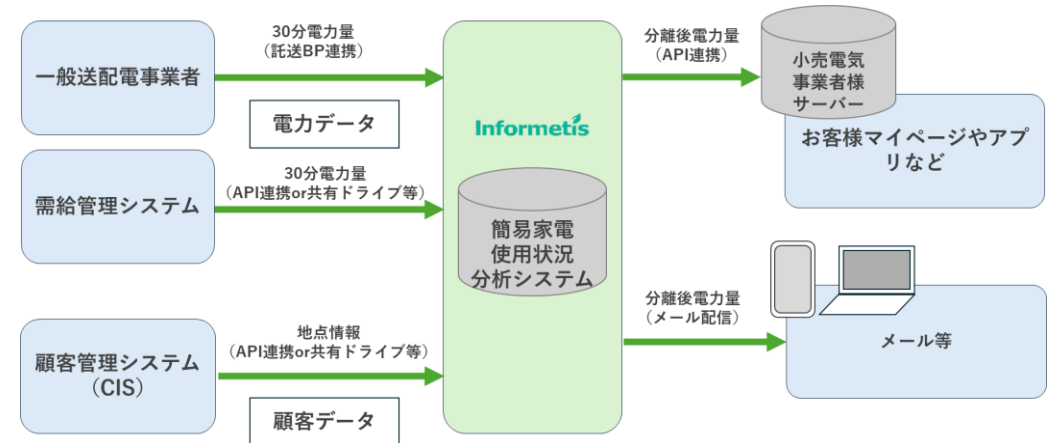 一般送配電事業者
30分電力量
（託送BP連携）
電力データ
需給管理システム
30分電力量
（API連携or共有ドライブ等）
顧客管理システム
（CIS）
地点情報
（API連携or共有ドライブ等）
顧客データ
Informetis
簡易家電
使用状況
分析システム
分離後電力量
（API連携）
小売電気
事業者様
サーバー
お客様マイページやアプ
リなど
分離後電力量
（メール配信）
メール等